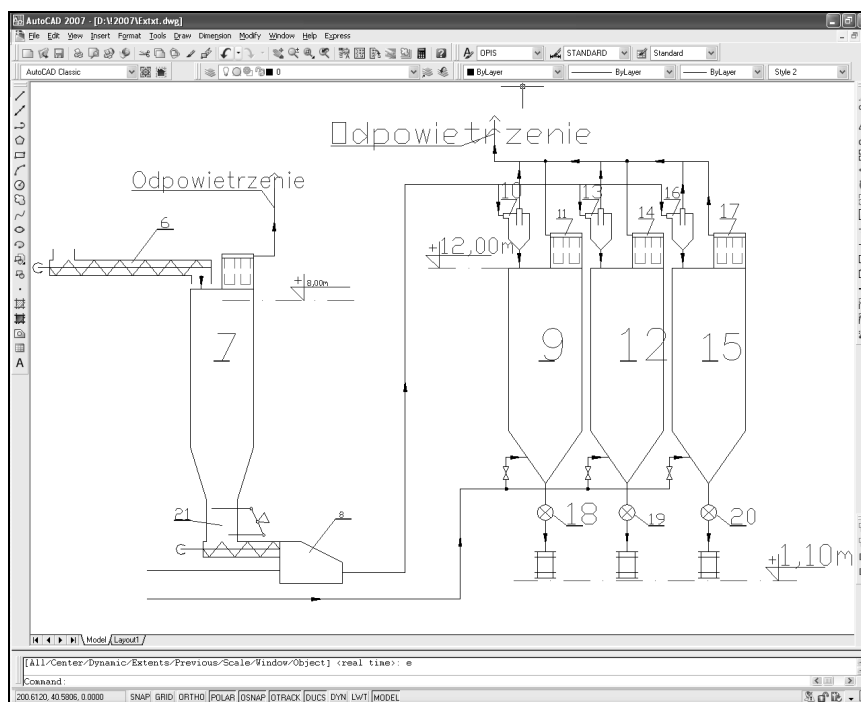 AutoCAD 2007 - [D:\!2007\Extxt.dwg]
File Edit View Insert Format Tools Draw Dimension Modify Window Help Express
OPIS STANDARD Standard
AutoCAD Classic 0 ByLayer ByLayer ByLayer Style 2
Odpowietrzenie
Odpowietrzenie
6
10 13 16
11 14 17
+12,00m
+8,00m
7 9 12 15
21 8
18 19 20
+1,10m
Model Layout1
[All/Center/Dynamic/Extents/Previous/Scale/Window/Object] <real time>: e
Command:
200.6120, 40.5806, 0.0000 SNAP GRID ORTHO POLAR OSNAP OTRACK DUCS DYN LWT MODEL